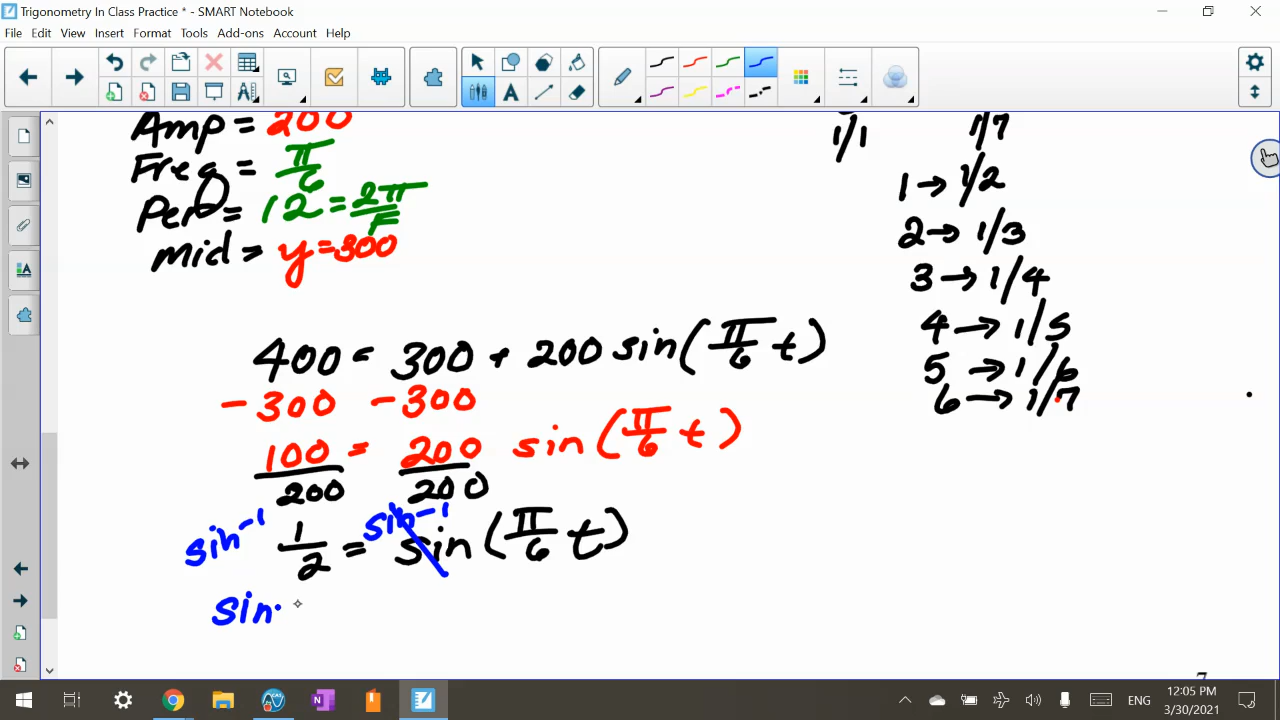 Trigonometry In Class Practice * - SMART Notebook
File Edit View Insert Format Tools Add-ons Account Help
Amp = 200
Freq = π/6
Per = 12 = 2π/F
mid = y = 300
1/1 1/7
1 → 1/2
2 → 1/3
3 → 1/4
4 → 1/5
5 → 1/6
6 → 1/7
400 = 300 + 200 sin(π/6 t)
-300 -300
100 = 200 sin(π/6 t)
200 200
sin⁻¹ 1/2 = sin⁻¹ sin(π/6 t)
sin
ENG
12:05 PM
3/30/2021